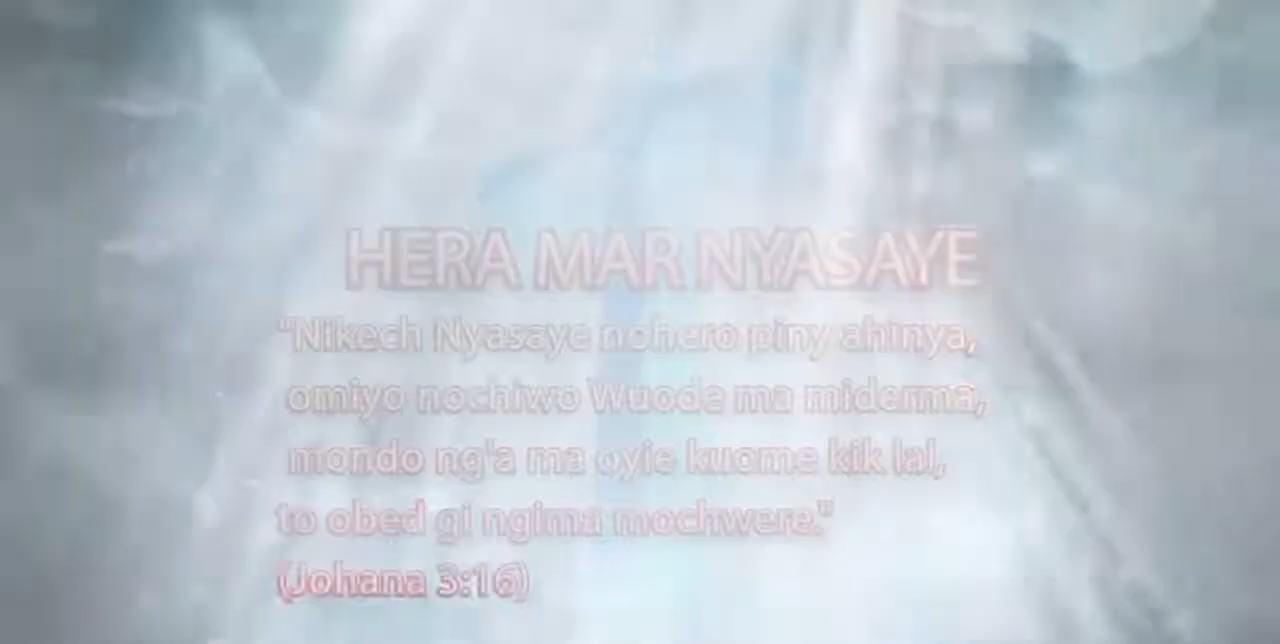 HERA MAR NYASAYE
"Nikech Nyasaye nohero piny ahinya,
omiyo nochiwo Wuode ma miderma,
mondo ng'a ma oyie kuome kik lal,
to obed gi ngima mochwere."
(Johana 3:16)